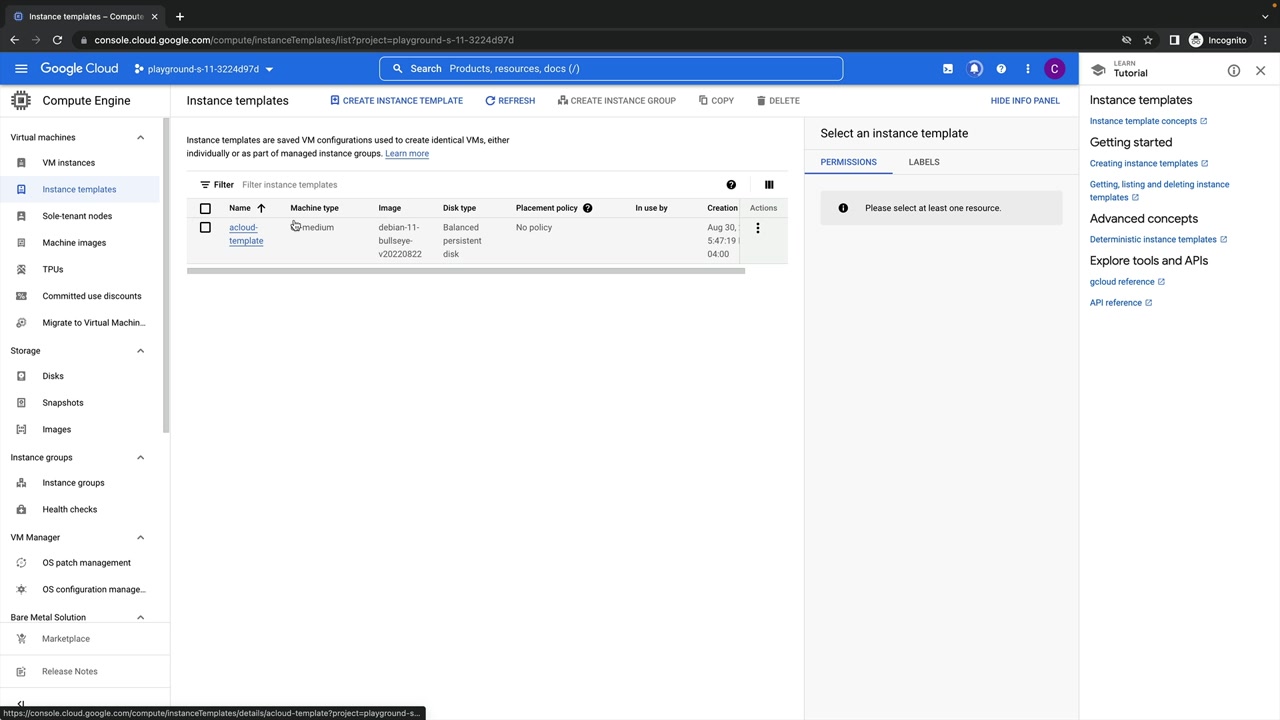 Instance templates – Compute
console.cloud.google.com/compute/instanceTemplates/list?project=playground-s-11-3224d97d
Incognito
Google Cloud
playground-s-11-3224d97d
Search Products, resources, docs (/)
C
LEARN
Tutorial
Compute Engine
Instance templates
CREATE INSTANCE TEMPLATE
REFRESH
CREATE INSTANCE GROUP
COPY
DELETE
HIDE INFO PANEL
Virtual machines
VM instances
Instance templates
Sole-tenant nodes
Machine images
TPUs
Committed use discounts
Migrate to Virtual Machin...
Storage
Disks
Snapshots
Images
Instance groups
Instance groups
Health checks
VM Manager
OS patch management
OS configuration manage...
Bare Metal Solution
Marketplace
Release Notes
Instance templates are saved VM configurations used to create identical VMs, either
individually or as part of managed instance groups. Learn more
Filter Filter instance templates
Name Machine type Image Disk type Placement policy In use by Creation Actions
acloud-
template
medium
debian-11-
bullseye-
v20220822
Balanced
persistent
disk
No policy
Aug 30,
5:47:19
04:00
Select an instance template
PERMISSIONS
LABELS
Please select at least one resource.
Instance templates
Instance template concepts
Getting started
Creating instance templates
Getting, listing and deleting instance
templates
Advanced concepts
Deterministic instance templates
Explore tools and APIs
gcloud reference
API reference
https://console.cloud.google.com/compute/instanceTemplates/details/acloud-template?project=playground-s...